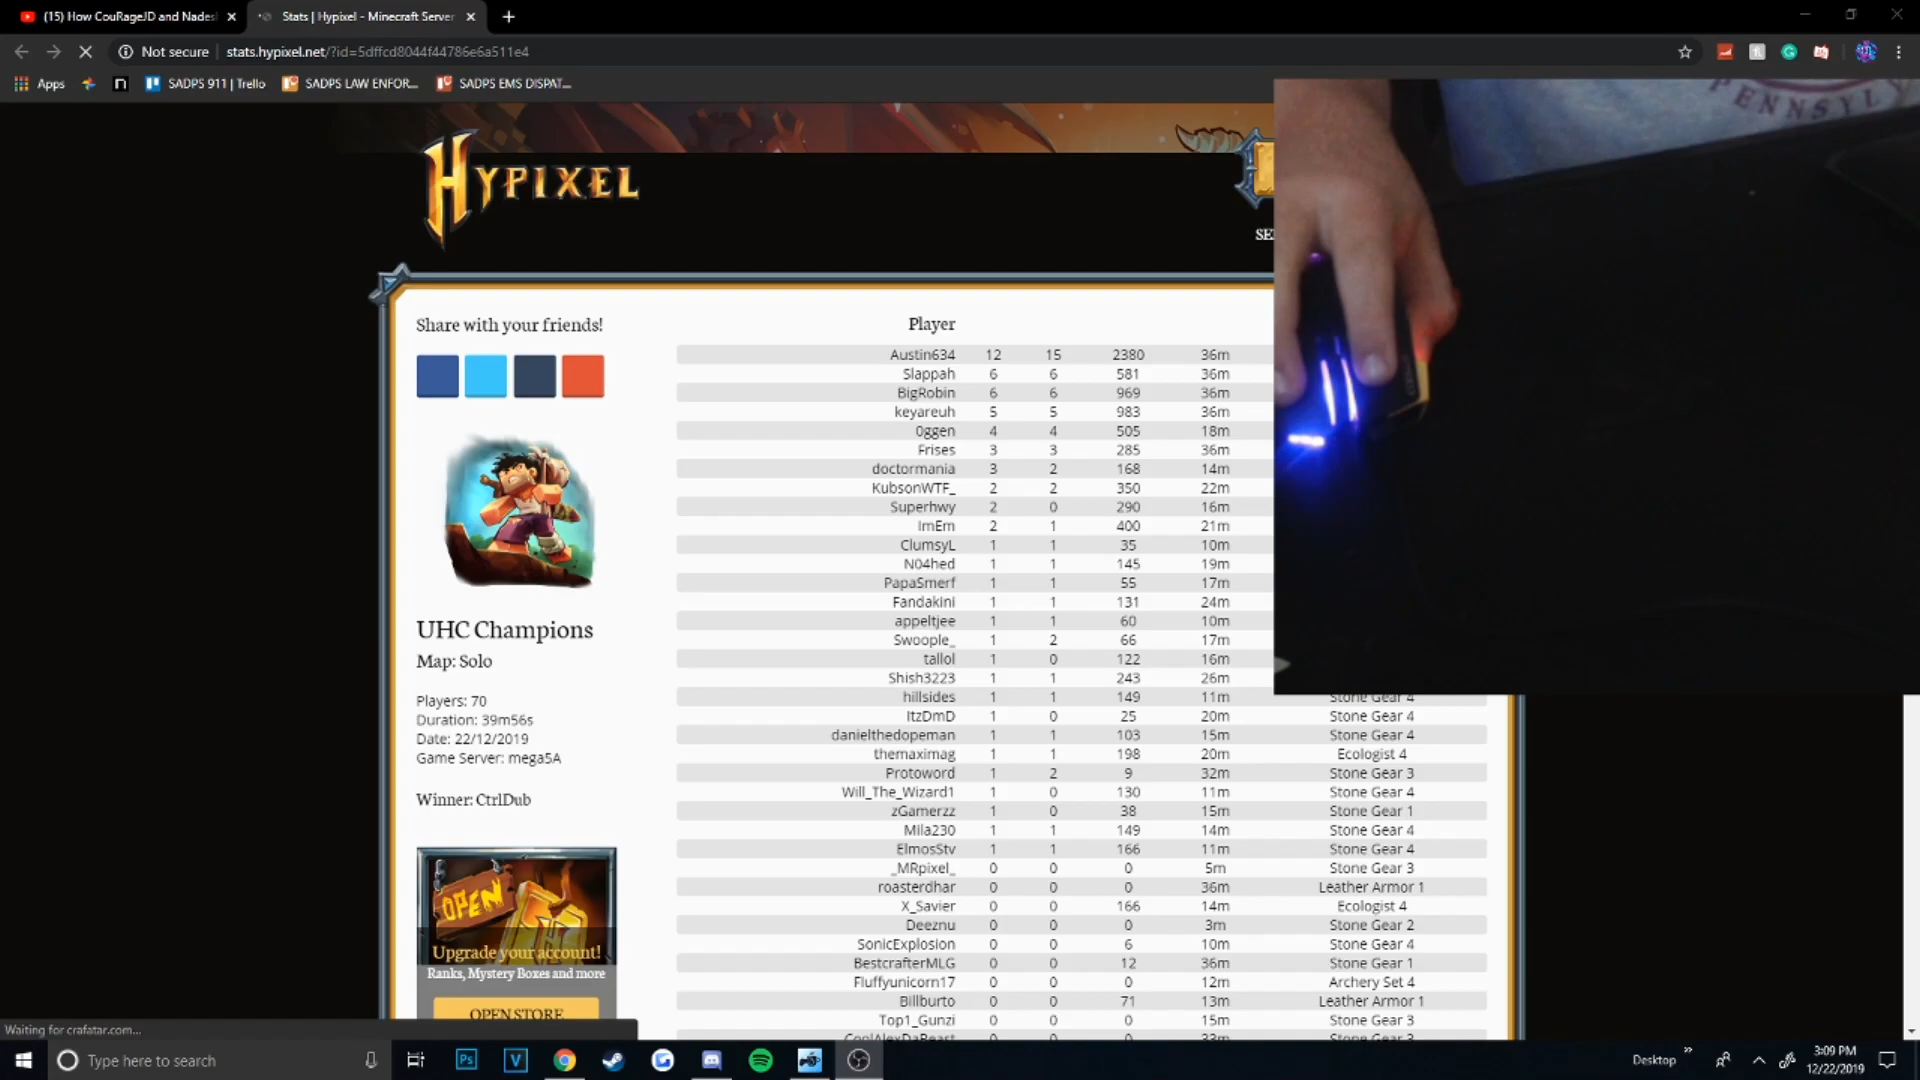 (15) How CouRageJD and Nades
Stats | Hypixel - Minecraft Server
Not secure
stats.hypixel.net/?id=5dffcd8044f44786e6a511e4
Apps
SADPS 911 | Trello
SADPS LAW ENFOR...
SADPS EMS DISPAT...
PENNSYLV
HYPIXEL
SE
Share with your friends!
Player
Austin634 12 15 2380 36m
Slappah 6 6 581 36m
BigRobin 6 6 969 36m
keyareuh 5 5 983 36m
0ggen 4 4 505 18m
Frises 3 3 285 36m
doctormania 3 2 168 14m
KubsonWTF_ 2 2 350 22m
Superhwy 2 0 290 16m
ImEm 2 1 400 21m
ClumsyL 1 1 35 10m
N04hed 1 1 145 19m
PapaSmerf 1 1 55 17m
Fandakini 1 1 131 24m
appeltjee 1 1 60 10m
Swoople_ 1 2 66 17m
tallol 1 0 122 16m
Shish3223 1 1 243 26m
hillsides 1 1 149 11m Stone Gear 4
ItzDmD 1 0 25 20m Stone Gear 4
danielthedopeman 1 1 103 15m Stone Gear 4
themaximag 1 1 198 20m Ecologist 4
Protoword 1 2 9 32m Stone Gear 3
Will_The_Wizard1 1 0 130 11m Stone Gear 4
zGamerzz 1 0 38 15m Stone Gear 1
Mila230 1 1 149 14m Stone Gear 4
ElmosStv 1 1 166 11m Stone Gear 4
_MRpixel_ 0 0 0 5m Stone Gear 3
roasterdhar 0 0 0 36m Leather Armor 1
X_Savier 0 0 166 14m Ecologist 4
Deeznu 0 0 0 3m Stone Gear 2
SonicExplosion 0 0 6 10m Stone Gear 4
BestcrafterMLG 0 0 12 36m Stone Gear 1
Fluffyunicorn17 0 0 0 12m Archery Set 4
Billburto 0 0 71 13m Leather Armor 1
Top1_Gunzi 0 0 0 15m Stone Gear 3
CoolAlexDaBeast 0 0 0 33m Stone Gear 3
UHC Champions
Map: Solo
Players: 70
Duration: 39m56s
Date: 22/12/2019
Game Server: mega5A
Winner: CtrlDub
OPEN
Upgrade your account!
Ranks, Mystery Boxes and more
OPEN STORE
Waiting for crafatar.com...
Type here to search
Desktop
3:09 PM
12/22/2019